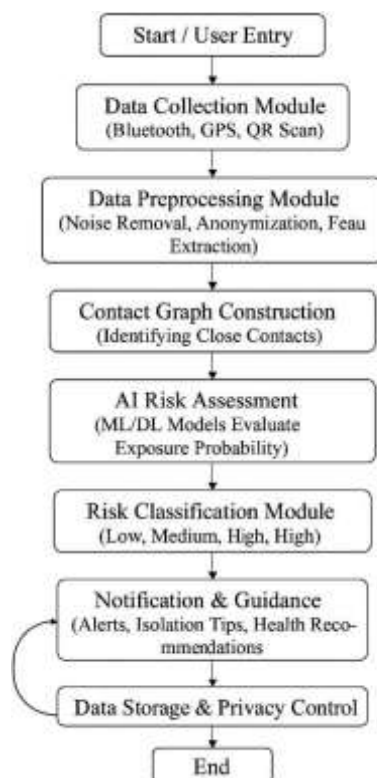 Start / User Entry
Data Collection Module
(Bluetooth, GPS, QR Scan)
Data Preprocessing Module
(Noise Removal, Anonymization, Feau
Extraction)
Contact Graph Construction
(Identifying Close Contacts)
AI Risk Assessment
(ML/DL Models Evaluate
Exposure Probability)
Risk Classification Module
(Low, Medium, High, High)
Notification & Guidance
(Alerts, Isolation Tips, Health Reco-
mmendations
Data Storage & Privacy Control
End